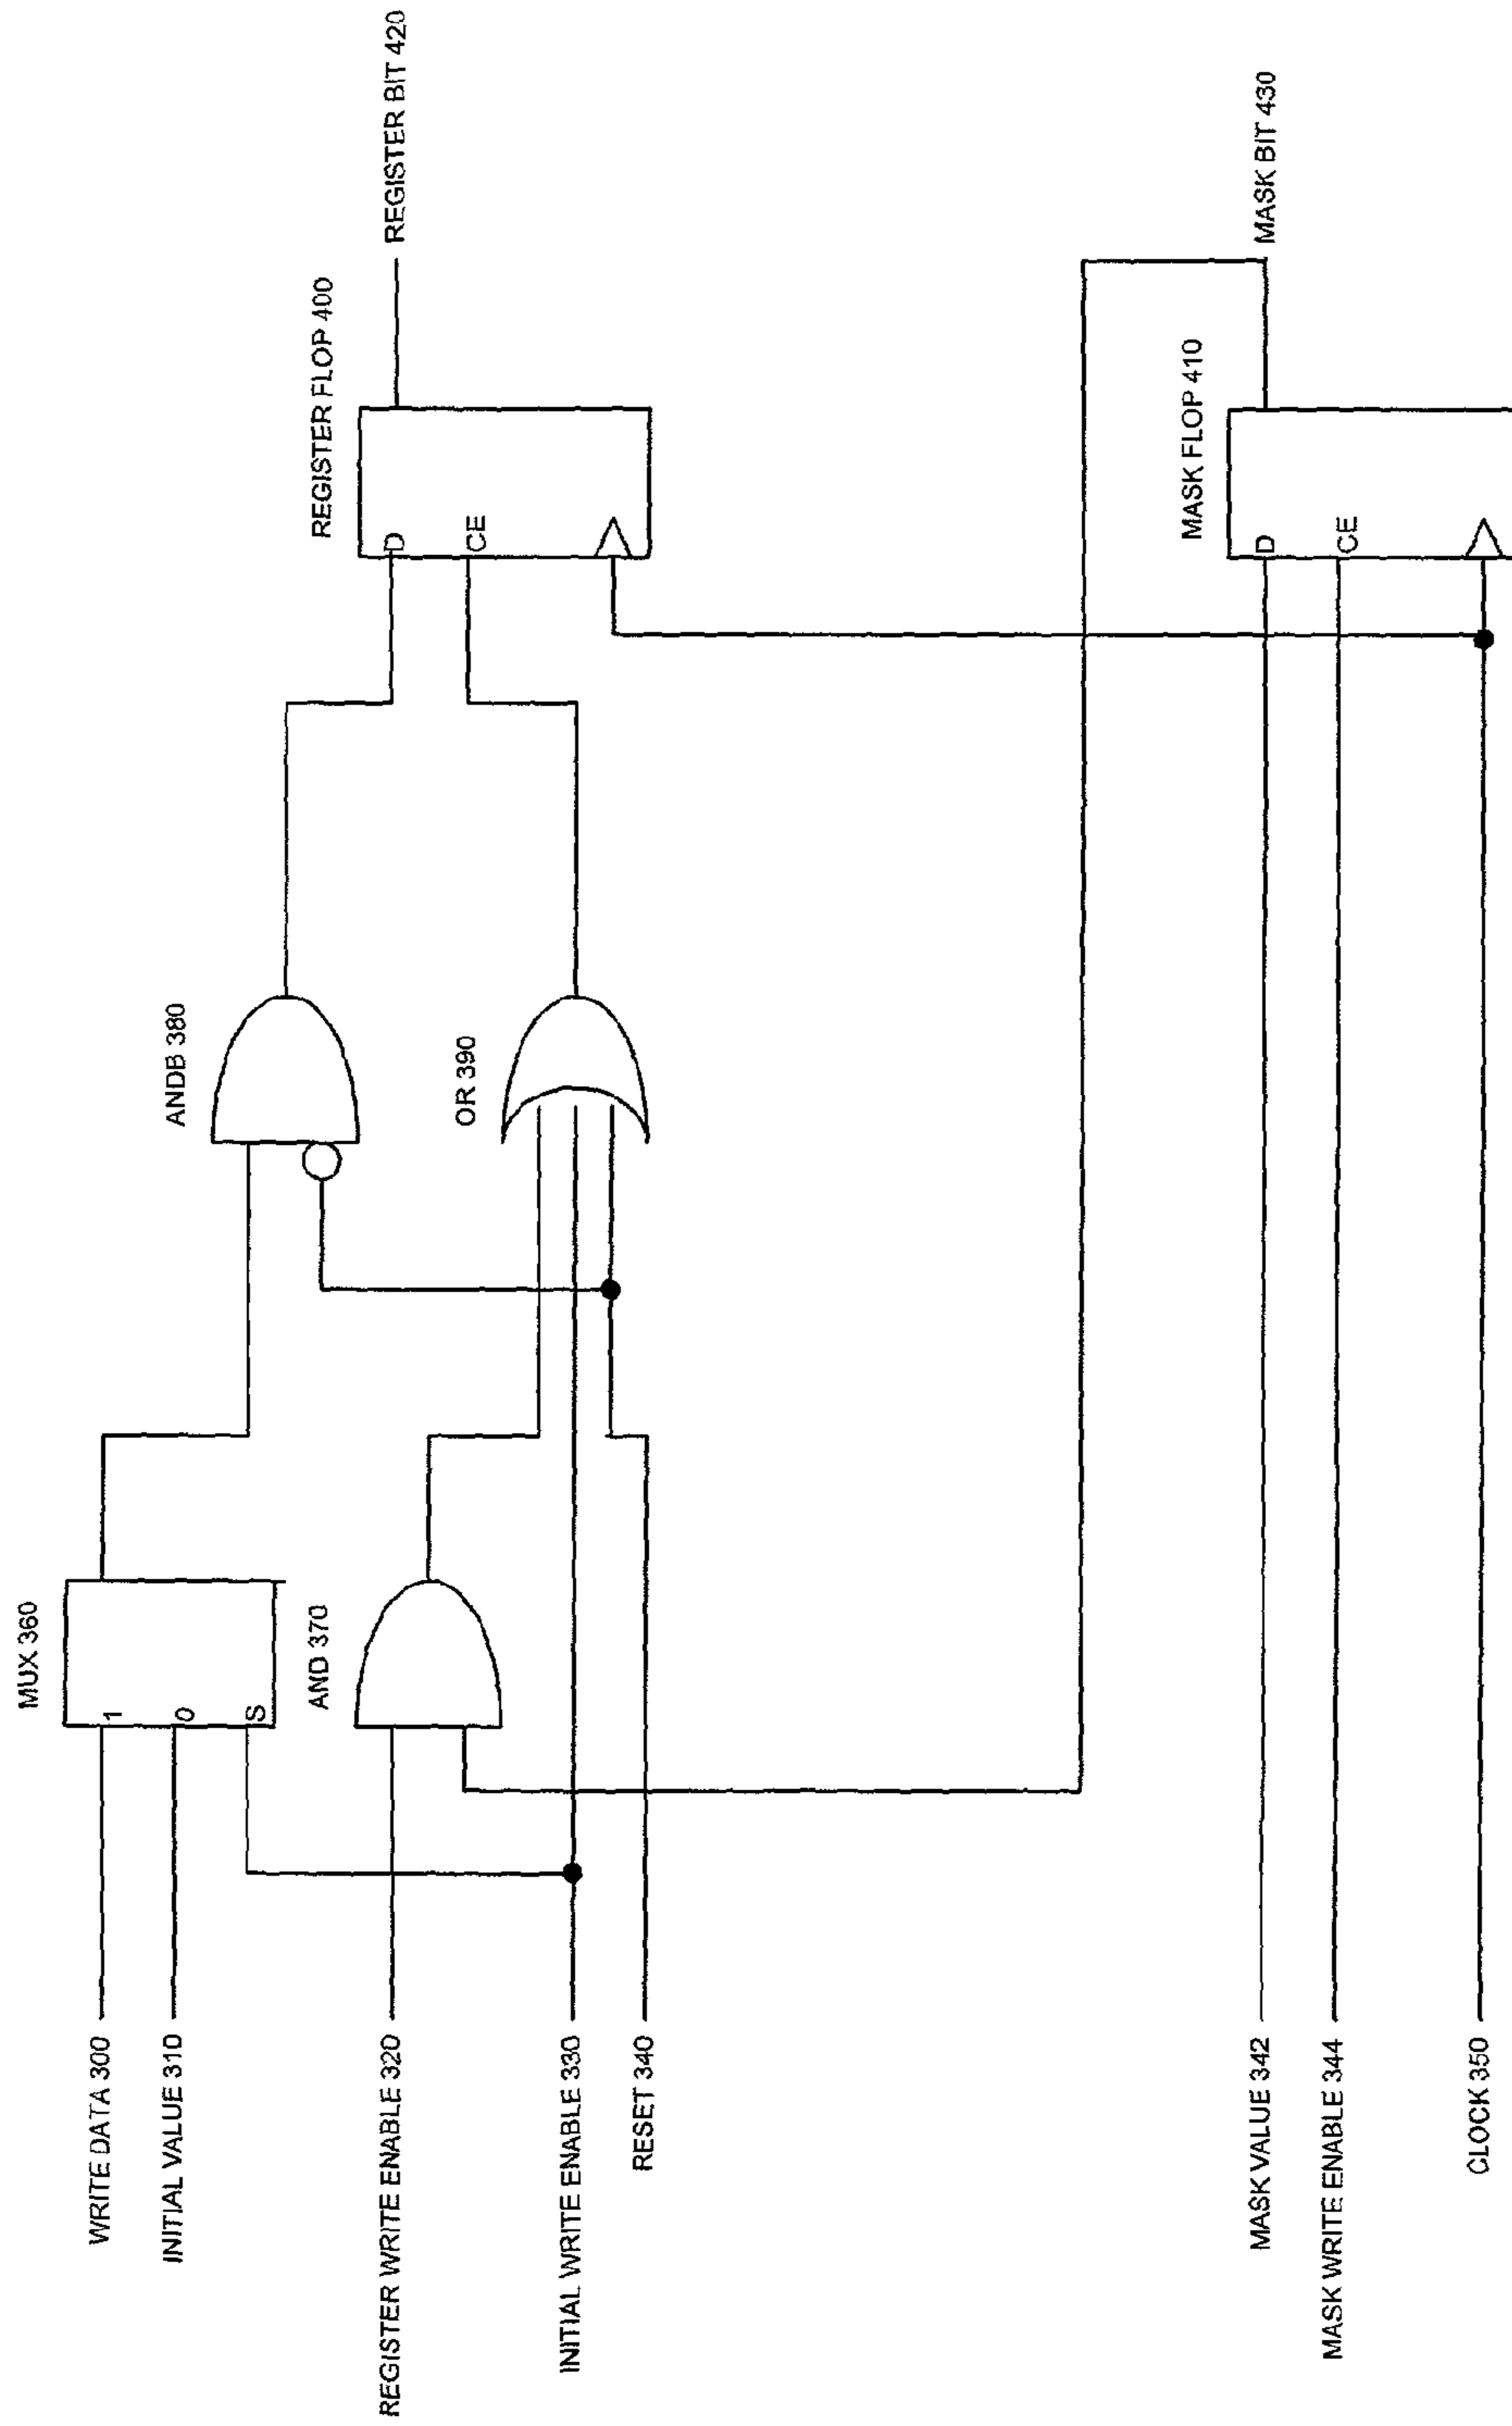 WRITE DATA 300
INITIAL VALUE 310
REGISTER WRITE ENABLE 320
INITIAL WRITE ENABLE 330
RESET 340
MASK VALUE 342
MASK WRITE ENABLE 344
CLOCK 350
MUX 360
1
0
S
AND 370
ANDB 380
OR 390
REGISTER FLOP 400
D
CE
MASK FLOP 410
D
CE
REGISTER BIT 420
MASK BIT 430